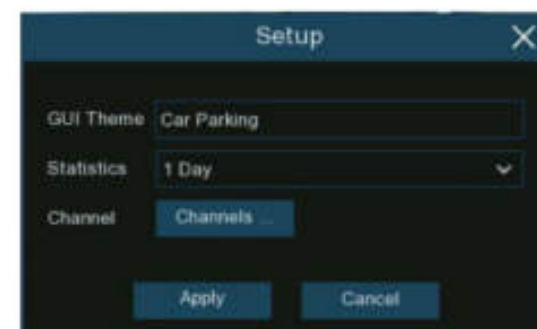 Setup
GUI Theme Car Parking
Statistics 1 Day
Channel Channels ...
Apply Cancel